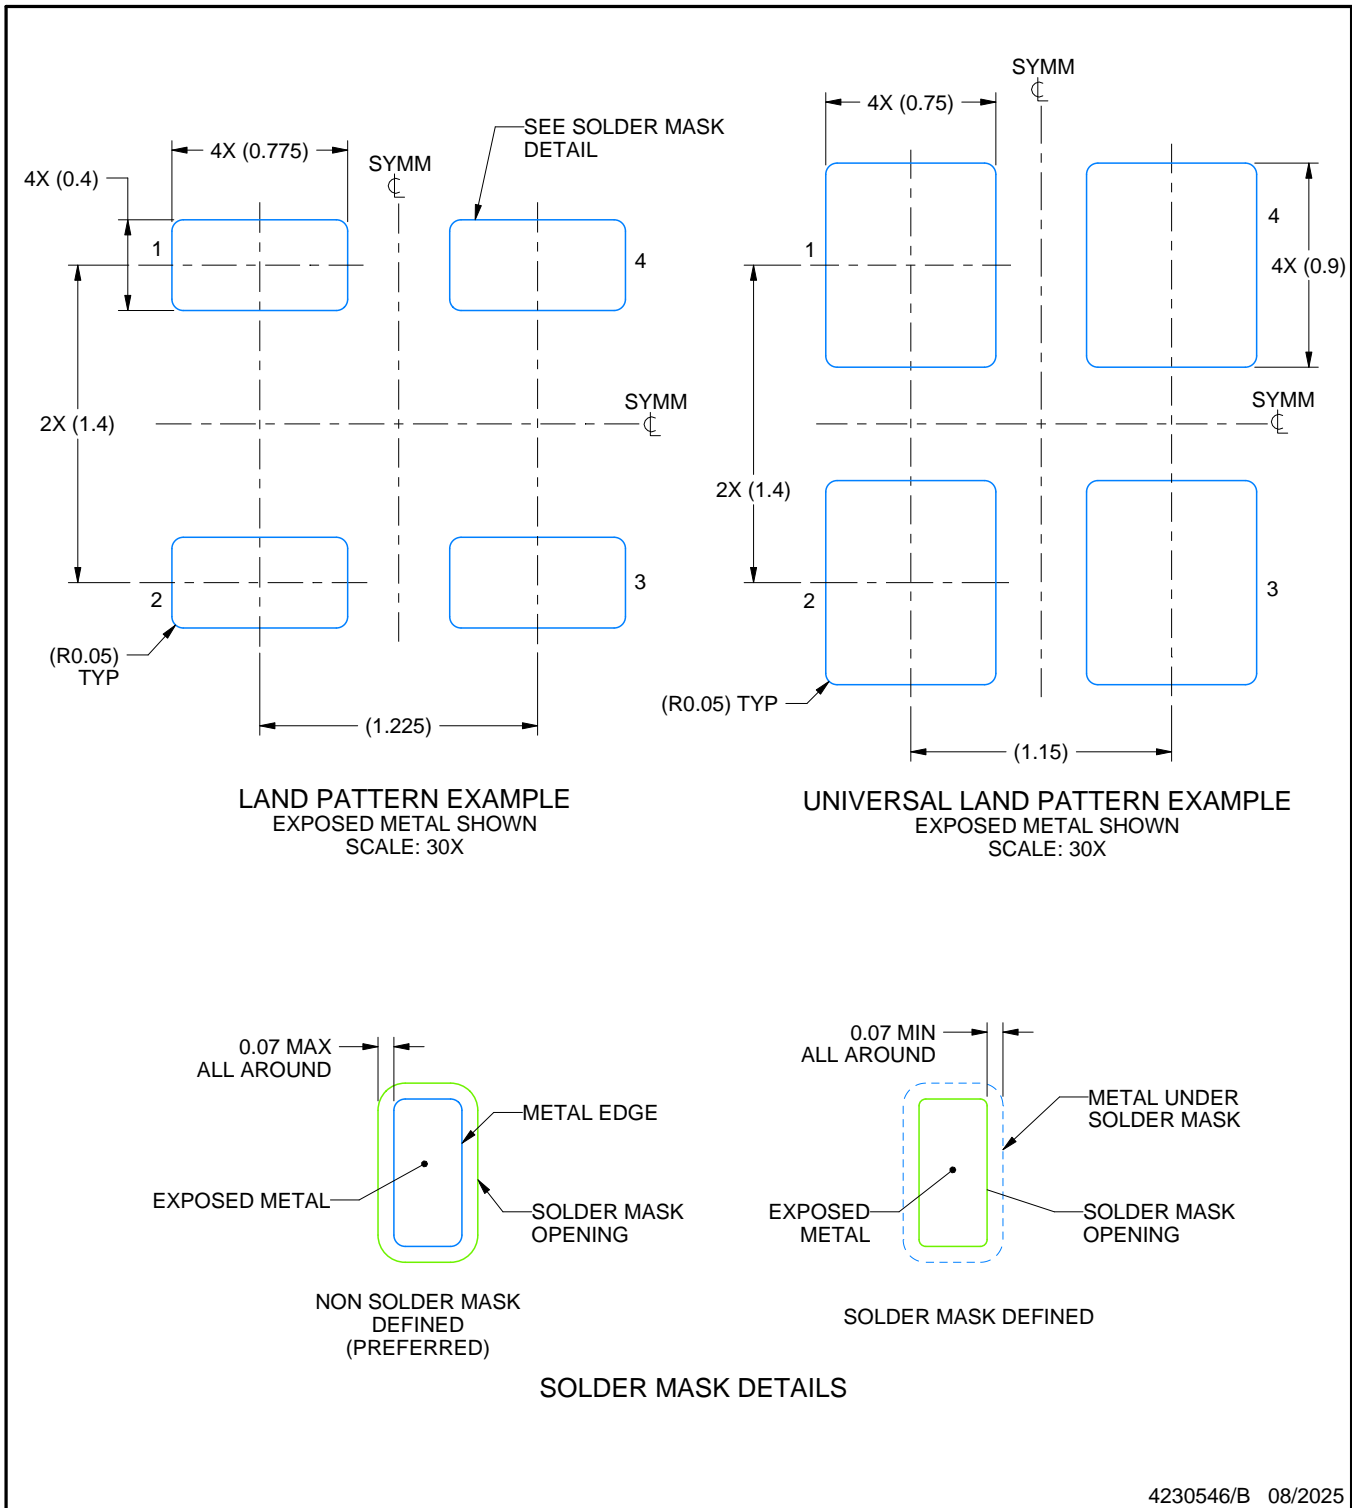 4X (0.775)
4X (0.4)
SYMM
SEE SOLDER MASK
DETAIL
1
4
2X (1.4)
SYMM
2
3
(R0.05)
TYP
(1.225)
LAND PATTERN EXAMPLE
EXPOSED METAL SHOWN
SCALE: 30X
SYMM
4X (0.75)
1
4
4X (0.9)
SYMM
2X (1.4)
2
3
(R0.05) TYP
(1.15)
UNIVERSAL LAND PATTERN EXAMPLE
EXPOSED METAL SHOWN
SCALE: 30X
0.07 MAX
ALL AROUND
METAL EDGE
EXPOSED METAL
SOLDER MASK
OPENING
NON SOLDER MASK
DEFINED
(PREFERRED)
0.07 MIN
ALL AROUND
METAL UNDER
SOLDER MASK
EXPOSED
METAL
SOLDER MASK
OPENING
SOLDER MASK DEFINED
SOLDER MASK DETAILS
4230546/B 08/2025